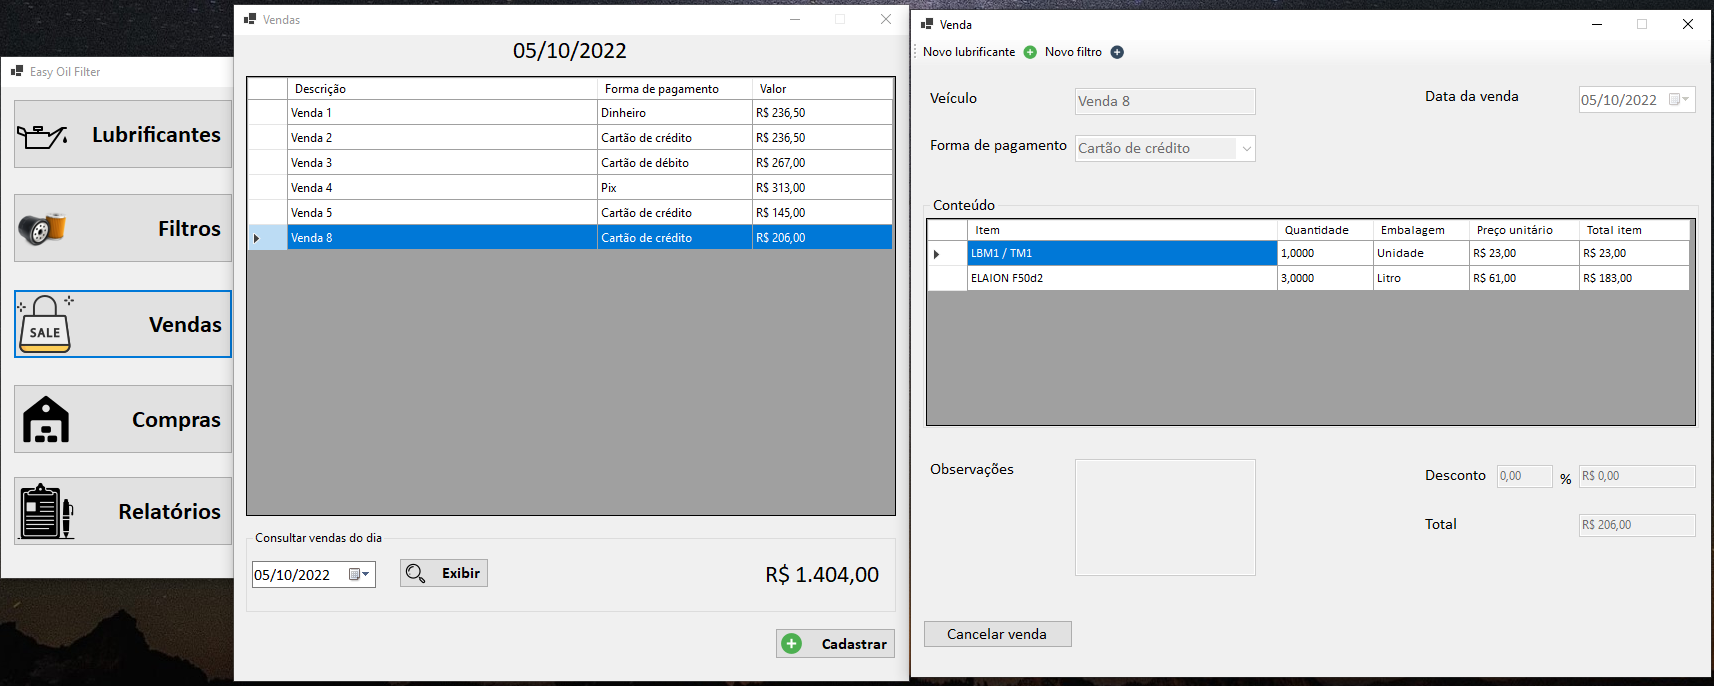 Easy Oil Filter
Lubrificantes
Filtros
SALE
Vendas
Compras
Relatórios
Vendas
05/10/2022
Descrição Forma de pagamento Valor
Venda 1 Dinheiro R$ 236,50
Venda 2 Cartão de crédito R$ 236,50
Venda 3 Cartão de débito R$ 267,00
Venda 4 Pix R$ 313,00
Venda 5 Cartão de crédito R$ 145,00
Venda 8 Cartão de crédito R$ 206,00
Consultar vendas do dia
05/10/2022 Exibir R$ 1.404,00
Cadastrar
Venda
Novo lubrificante Novo filtro
Veículo Venda 8 Data da venda 05/10/2022
Forma de pagamento Cartão de crédito
Conteúdo
Item Quantidade Embalagem Preço unitário Total item
LBM1 / TM1 1,0000 Unidade R$ 23,00 R$ 23,00
ELAION F50d2 3,0000 Litro R$ 61,00 R$ 183,00
Observações Desconto 0,00 % R$ 0,00
Total R$ 206,00
Cancelar venda